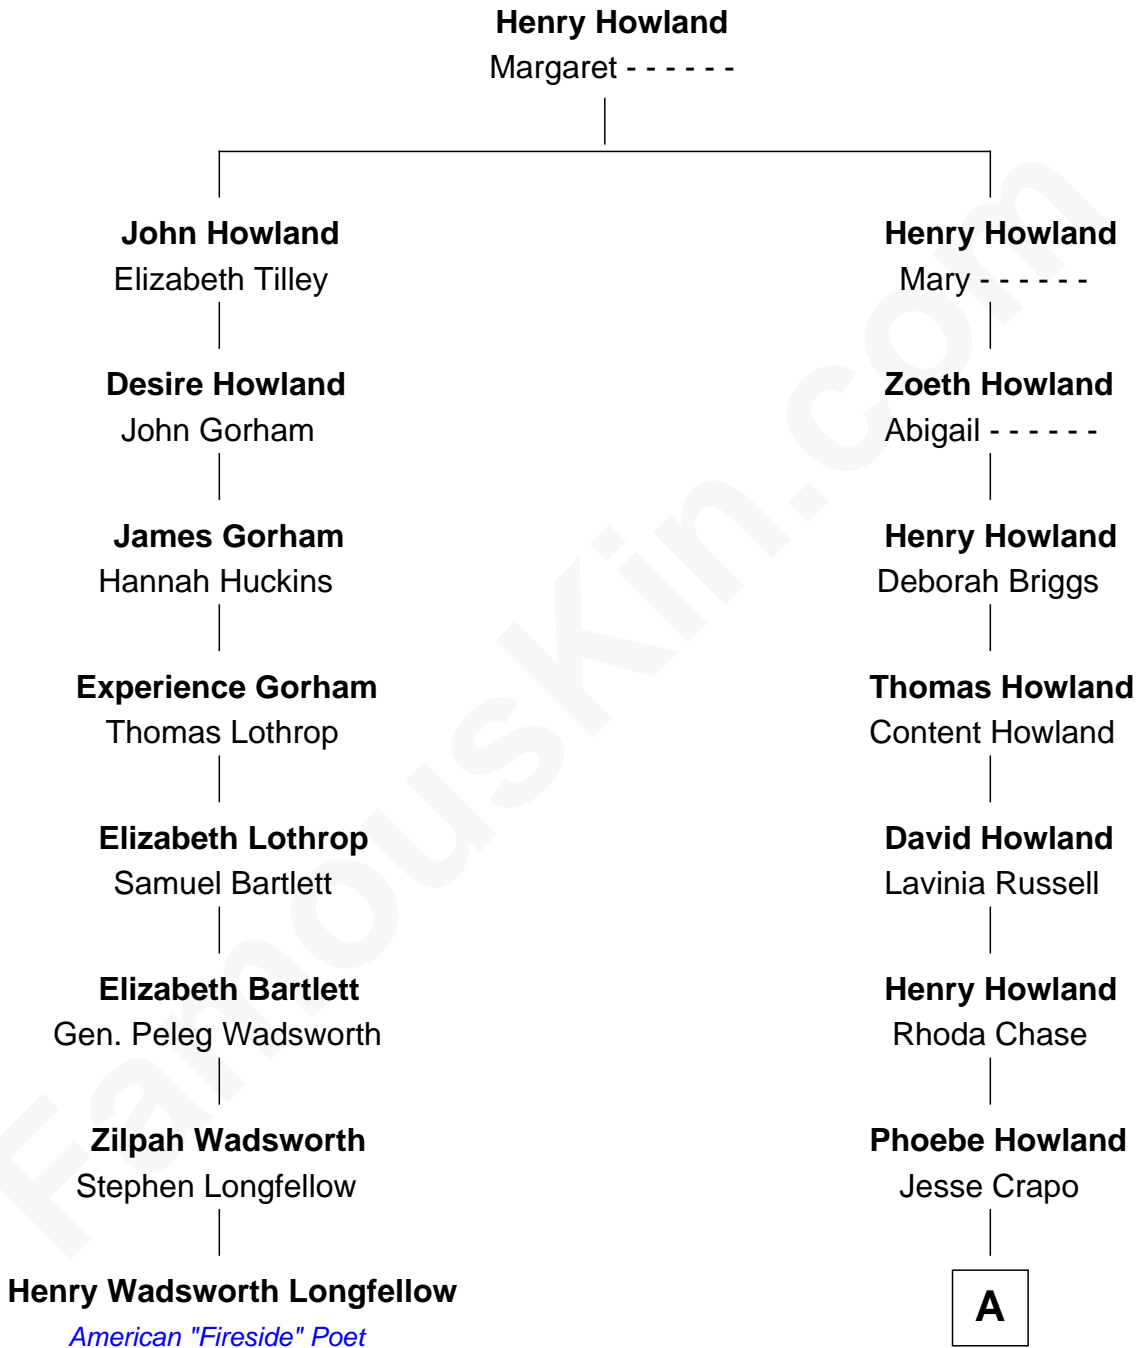 Henry Howland
Margaret - - - - - -
John Howland
Elizabeth Tilley
Henry Howland
Mary - - - - - -
Desire Howland
John Gorham
Zoeth Howland
Abigail - - - - - -
James Gorham
Hannah Huckins
Henry Howland
Deborah Briggs
Experience Gorham
Thomas Lothrop
Thomas Howland
Content Howland
Elizabeth Lothrop
Samuel Bartlett
David Howland
Lavinia Russell
Elizabeth Bartlett
Gen. Peleg Wadsworth
Henry Howland
Rhoda Chase
Zilpah Wadsworth
Stephen Longfellow
Phoebe Howland
Jesse Crapo
Henry Wadsworth Longfellow
American "Fireside" Poet
A
FamousKin.com